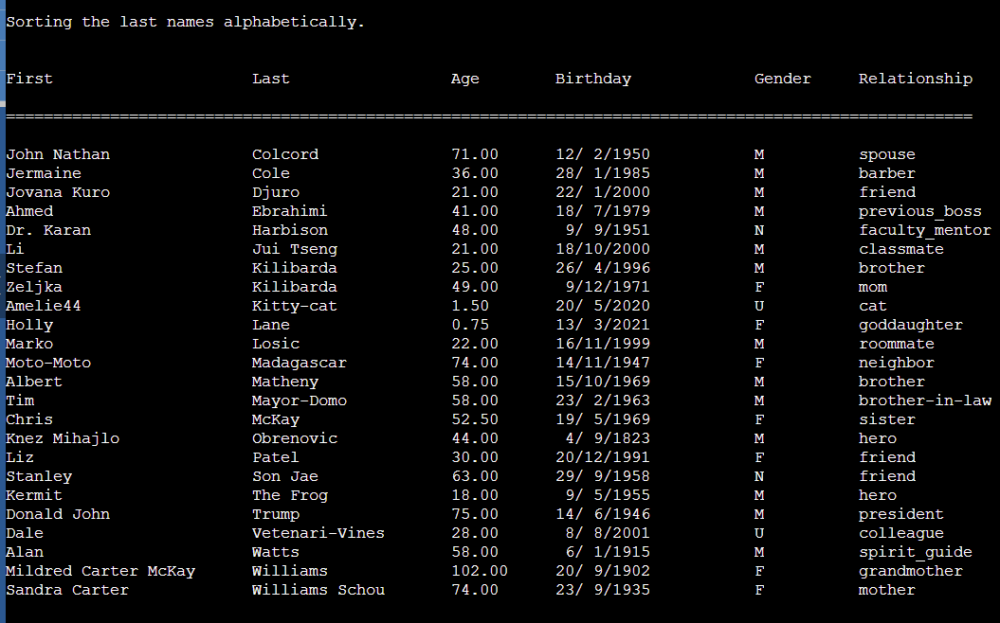 Sorting the last names alphabetically.
First Last Age Birthday Gender Relationship
======================================================================================================
John Nathan Colcord 71.00 12/ 2/1950 M spouse
Jermaine Cole 36.00 28/ 1/1985 M barber
Jovana Kuro Djuro 21.00 22/ 1/2000 M friend
Ahmed Ebrahimi 41.00 18/ 7/1979 M previous_boss
Dr. Karan Harbison 48.00 9/ 9/1951 N faculty_mentor
Li Jui Tseng 21.00 18/10/2000 M classmate
Stefan Kilibarda 25.00 26/ 4/1996 M brother
Zeljka Kilibarda 49.00 9/12/1971 F mom
Amelie44 Kitty-cat 1.50 20/ 5/2020 U cat
Holly Lane 0.75 13/ 3/2021 F goddaughter
Marko Losic 22.00 16/11/1999 M roommate
Moto-Moto Madagascar 74.00 14/11/1947 F neighbor
Albert Matheny 58.00 15/10/1969 M brother
Tim Mayor-Domo 58.00 23/ 2/1963 M brother-in-law
Chris McKay 52.50 19/ 5/1969 F sister
Knez Mihajlo Obrenovic 44.00 4/ 9/1823 M hero
Liz Patel 30.00 20/12/1991 F friend
Stanley Son Jae 63.00 29/ 9/1958 N friend
Kermit The Frog 18.00 9/ 5/1955 M hero
Donald John Trump 75.00 14/ 6/1946 M president
Dale Vetenari-Vines 28.00 8/ 8/2001 U colleague
Alan Watts 58.00 6/ 1/1915 M spirit_guide
Mildred Carter McKay Williams 102.00 20/ 9/1902 F grandmother
Sandra Carter Williams Schou 74.00 23/ 9/1935 F mother